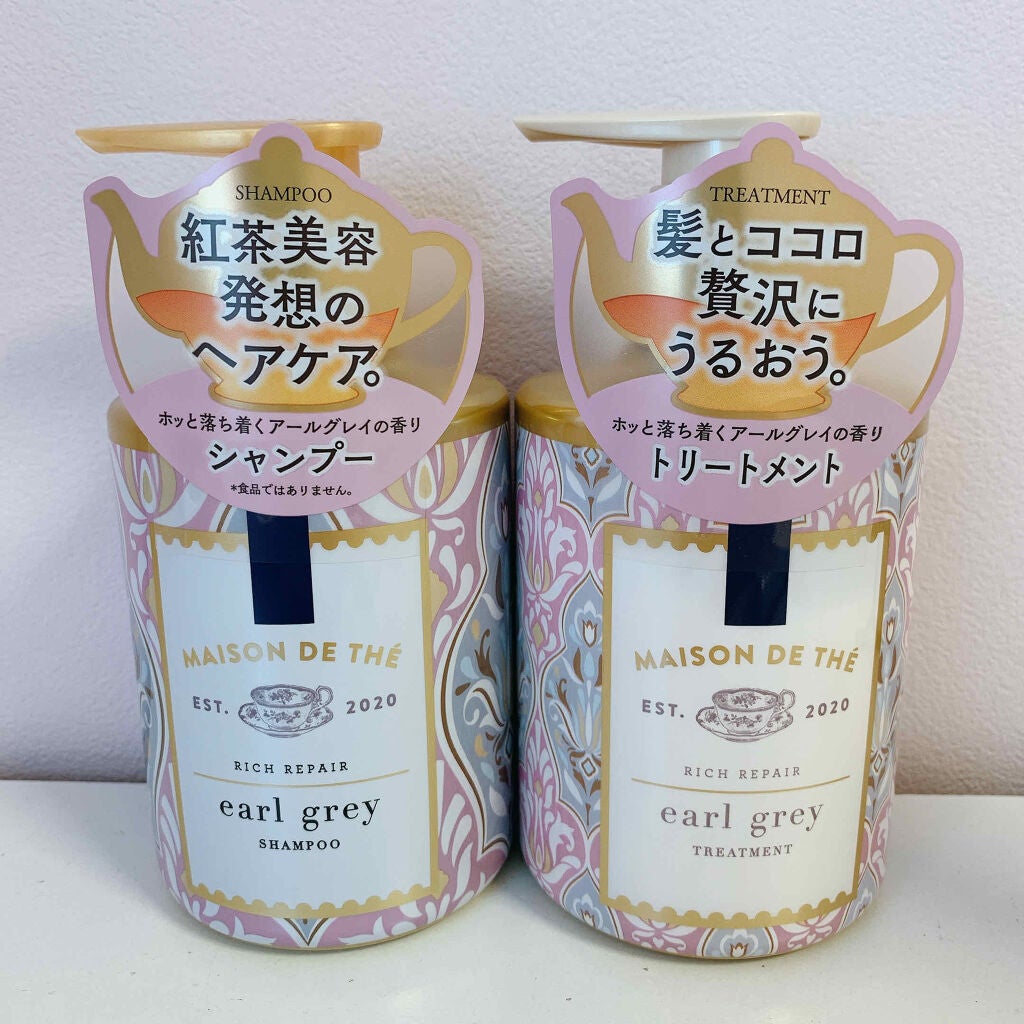 SHAMPOO
紅茶美容
発想の
ヘアケア。
ホッと落ち着くアールグレイの香り
シャンプー
*食品ではありません。
MAISON DE THÉ
EST. 2020
RICH REPAIR
earl grey
SHAMPOO
TREATMENT
髪とココロ
贅沢に
うるおう。
ホッと落ち着くアールグレイの香り
トリートメント
MAISON DE THÉ
EST. 2020
RICH REPAIR
earl grey
TREATMENT